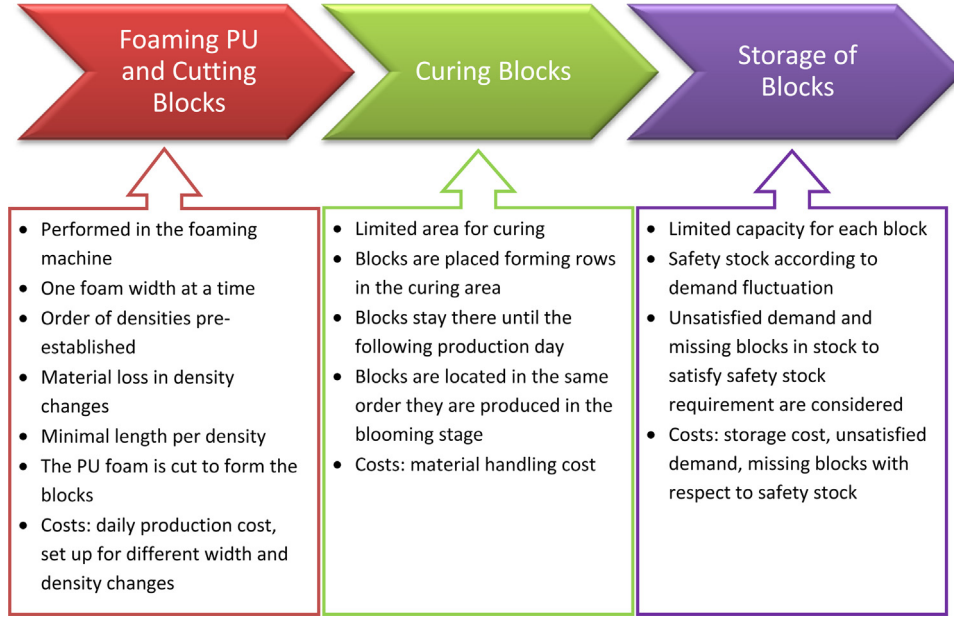 Foaming PU
and Cutting
Blocks
Curing Blocks
Storage of
Blocks
• Performed in the foaming
machine
• One foam width at a time
• Order of densities pre-
established
• Material loss in density
changes
• Minimal length per density
• The PU foam is cut to form the
blocks
• Costs: daily production cost,
set up for different width and
density changes
• Limited area for curing
• Blocks are placed forming rows
in the curing area
• Blocks stay there until the
following production day
• Blocks are located in the same
order they are produced in the
blooming stage
• Costs: material handling cost
• Limited capacity for each block
• Safety stock according to
demand fluctuation
• Unsatisfied demand and
missing blocks in stock to
satisfy safety stock
requirement are considered
• Costs: storage cost, unsatisfied
demand, missing blocks with
respect to safety stock